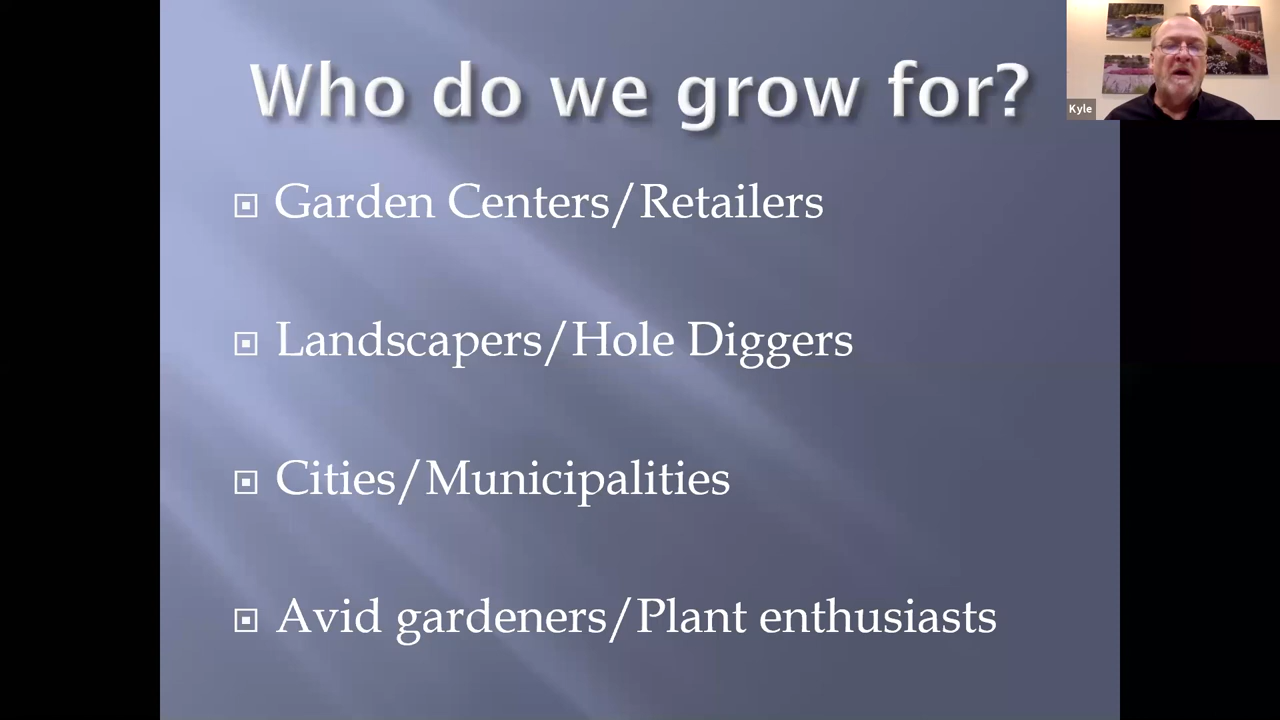 Who do we grow for?
Kyle
Garden Centers/Retailers
Landscapers/Hole Diggers
Cities/Municipalities
Avid gardeners/Plant enthusiasts